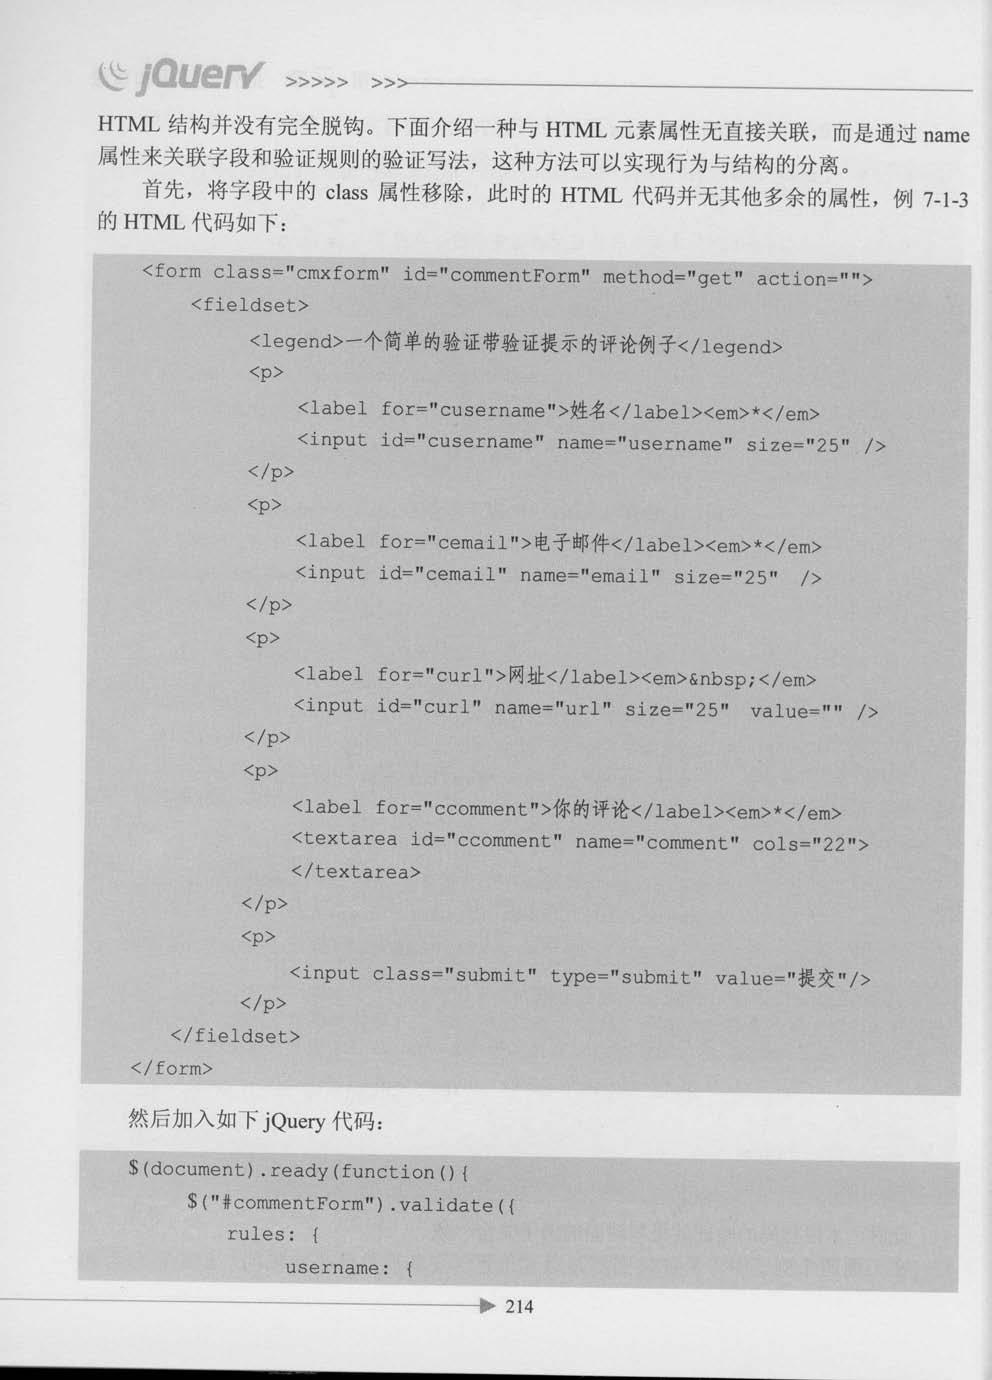 jQuery >>>>> >>>
HTML 结构并没有完全脱钩。下面介绍一种与 HTML 元素属性无直接关联，而是通过 name
属性来关联字段和验证规则的验证写法，这种方法可以实现行为与结构的分离。
首先，将字段中的 class 属性移除，此时的 HTML 代码并无其他多余的属性，例 7-1-3
的 HTML 代码如下：
<form class="cmxform" id="commentForm" method="get" action="">
<fieldset>
<legend>一个简单的验证带验证提示的评论例子</legend>
<p>
<label for="cusername">姓名</label><em>*</em>
<input id="cusername" name="username" size="25" />
</p>
<p>
<label for="cemail">电子邮件</label><em>*</em>
<input id="cemail" name="email" size="25" />
</p>
<p>
<label for="curl">网址</label><em>&nbsp;</em>
<input id="curl" name="url" size="25" value="" />
</p>
<p>
<label for="ccomment">你的评论</label><em>*</em>
<textarea id="ccomment" name="comment" cols="22">
</textarea>
</p>
<p>
<input class="submit" type="submit" value="提交"/>
</p>
</fieldset>
</form>
然后加入如下 jQuery 代码：
$(document).ready(function(){
$("#commentForm").validate({
rules: {
username: {
214